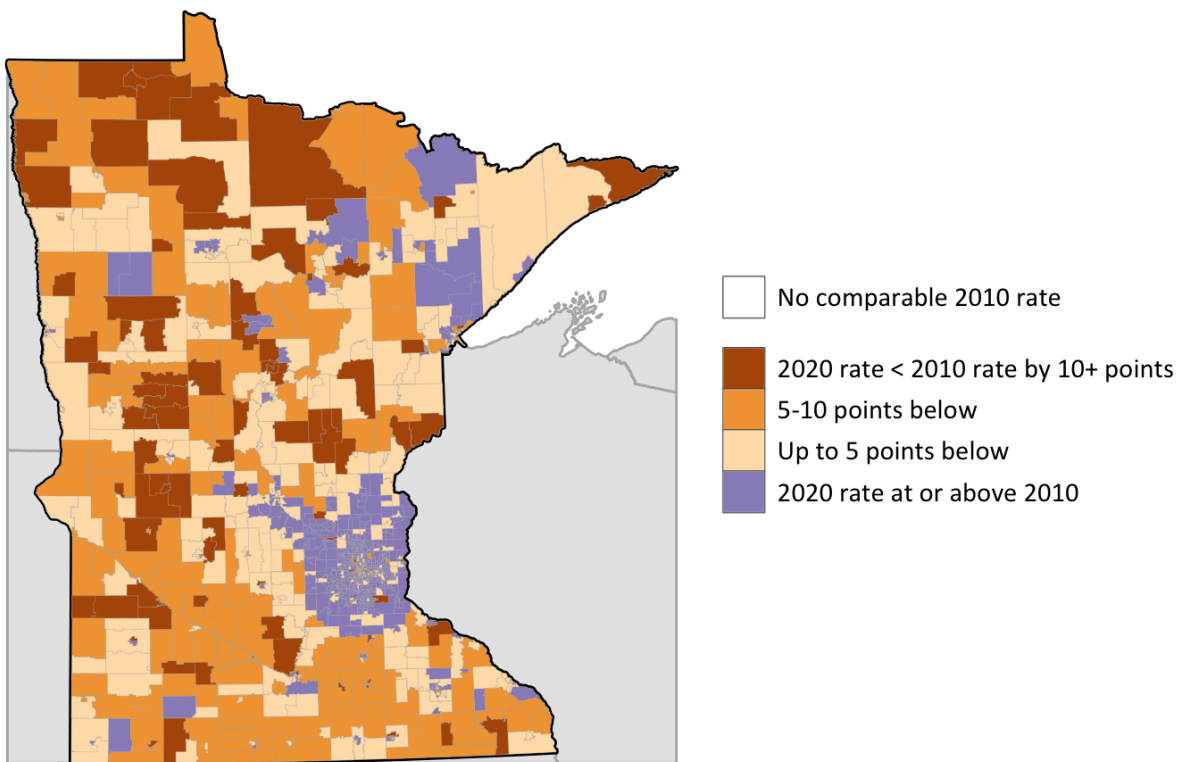 No comparable 2010 rate
2020 rate < 2010 rate by 10+ points
5-10 points below
Up to 5 points below
2020 rate at or above 2010